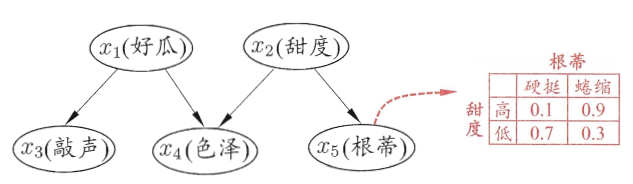 x₁(好瓜)
x₂(甜度)
x₃(敲声)
x₄(色泽)
x₅(根蒂)
根蒂
硬挺 蜷缩
甜度
高 0.1 0.9
低 0.7 0.3